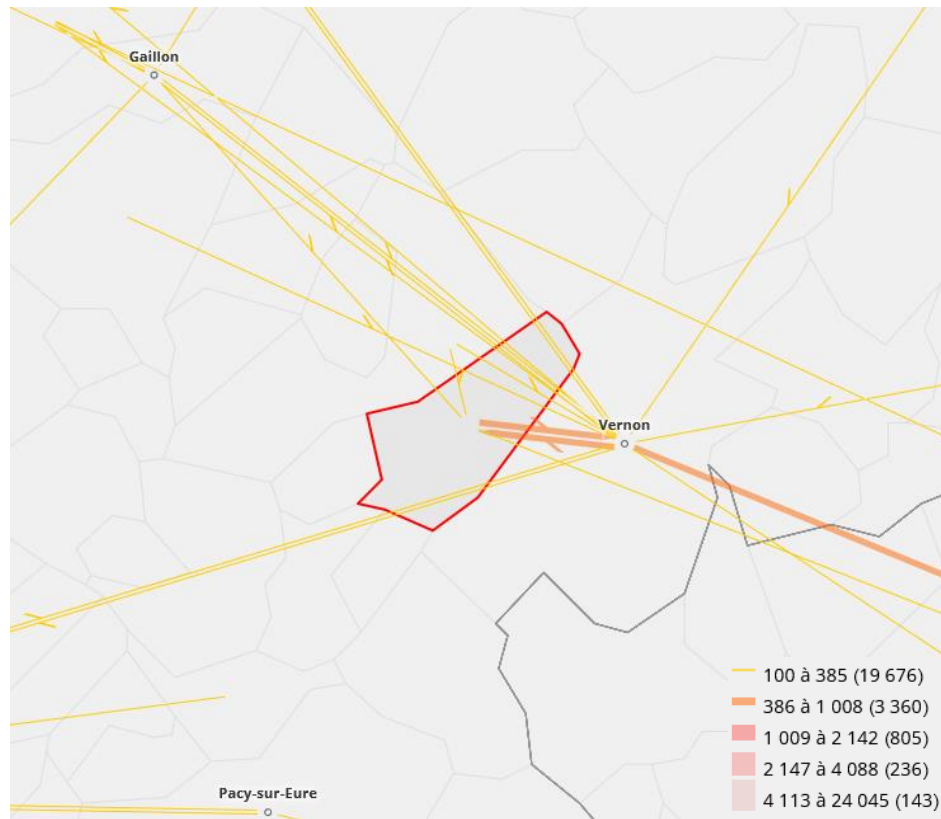 Gaillon
Vernon
100 à 385 (19 676)
386 à 1 008 (3 360)
1 009 à 2 142 (805)
2 147 à 4 088 (236)
4 113 à 24 045 (143)
Pacy-sur-Eure